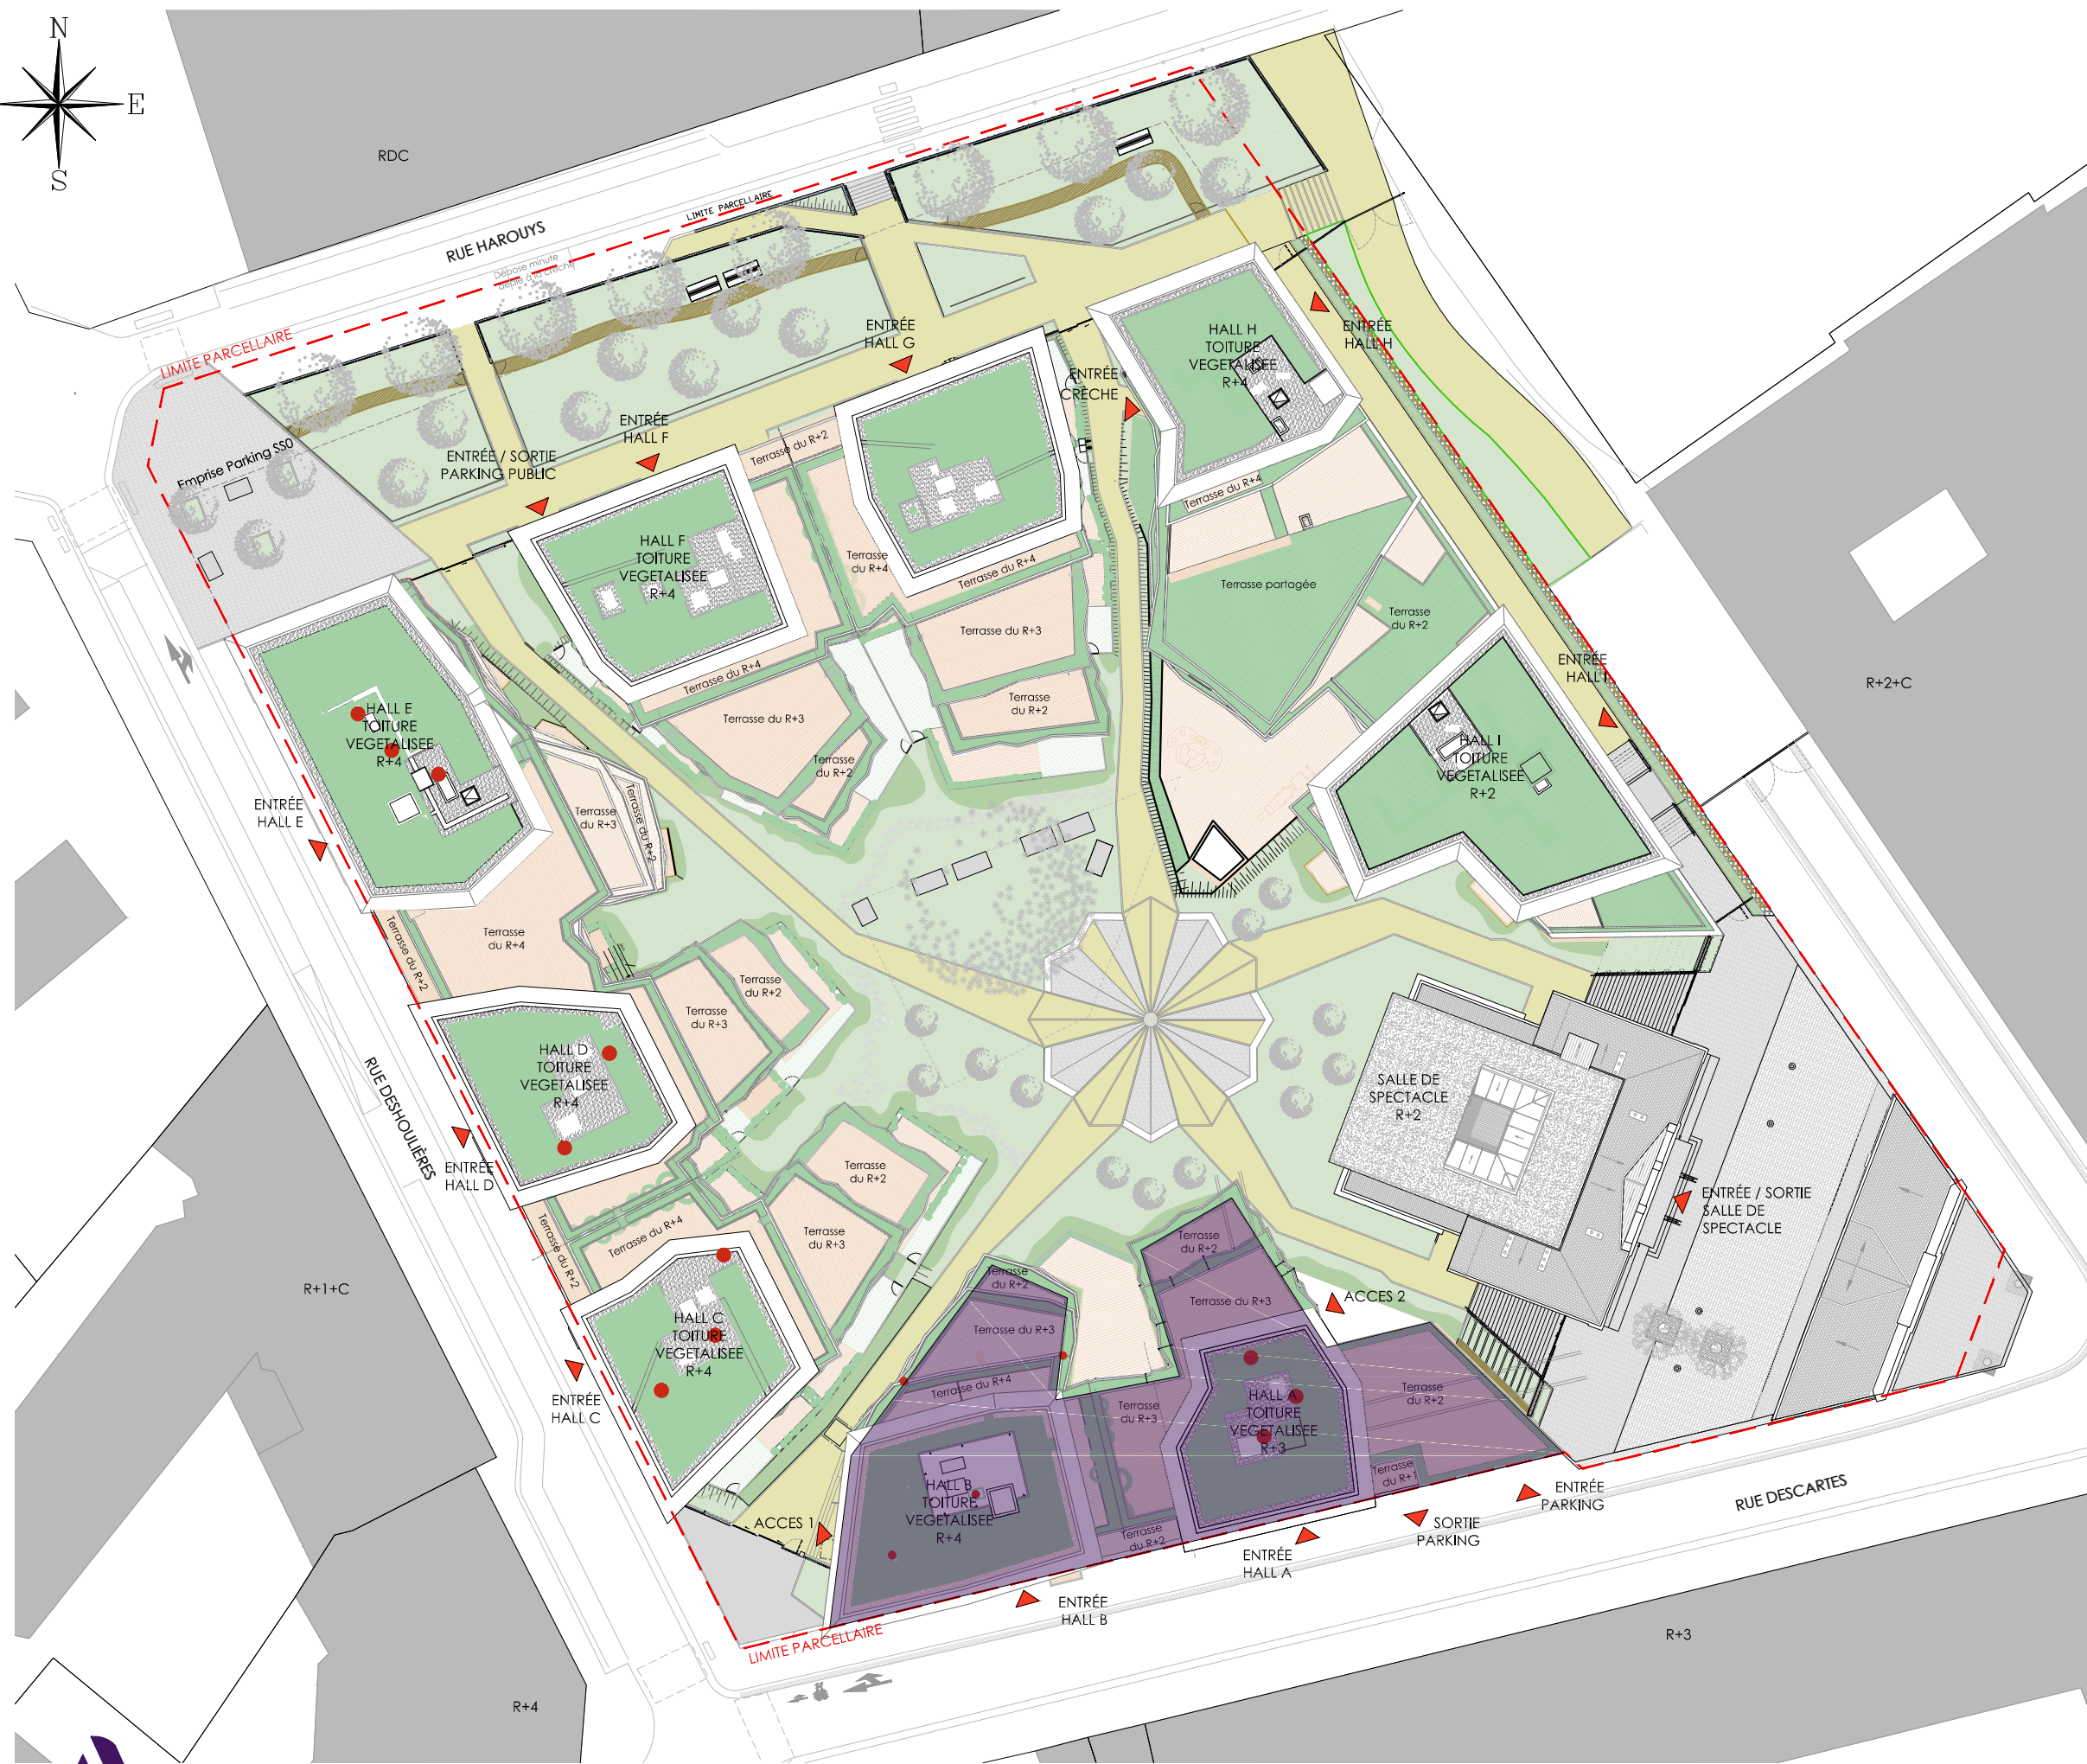 N
E
S
RDC
RUE HAROUYS
LIMITE PARCELLAIRE
Dépose minute
dédié à la crèche
LIMITE PARCELLAIRE
Emprise Parking SS0
ENTRÉE
HALL G
ENTRÉE
HALL F
ENTRÉE / SORTIE
PARKING PUBLIC
ENTRÉE
CRÈCHE
HALL H
TOITURE
VEGETALISEE
R+4
ENTRÉE
HALL H
Terrasse du R+2
Terrasse
du R+4
Terrasse du R+4
Terrasse du R+4
HALL F
TOITURE
VEGETALISEE
R+4
Terrasse partagée
Terrasse
du R+2
Terrasse du R+3
Terrasse
du R+2
Terrasse du R+4
Terrasse du R+3
Terrasse
du R+2
ENTRÉE
HALL I
R+2+C
HALL E
TOITURE
VEGETALISEE
R+4
HALL I
TOITURE
VEGETALISEE
R+2
ENTRÉE
HALL E
Terrasse
du R+3
Terrasse du R+2
Terrasse du R+2
Terrasse
du R+4
Terrasse
du R+2
Terrasse
du R+3
HALL D
TOITURE
VEGETALISEE
R+4
SALLE DE
SPECTACLE
R+2
RUE DESHOULIÈRES
ENTRÉE
HALL D
Terrasse
du R+2
Terrasse
du R+3
Terrasse du R+4
Terrasse du R+2
ENTRÉE / SORTIE
SALLE DE
SPECTACLE
R+1+C
HALL C
TOITURE
VEGETALISEE
R+4
ENTRÉE
HALL C
Terrasse
du R+2
Terrasse
du R+2
Terrasse du R+3
Terrasse du R+3
ACCES 2
Terrasse du R+4
Terrasse
du R+3
HALL A
TOITURE
VEGETALISEE
R+3
Terrasse
du R+2
Terrasse
du R+1
HALL B
TOITURE
VEGETALISEE
R+4
Terrasse
du R+2
ACCES 1
ENTRÉE
PARKING
SORTIE
PARKING
ENTRÉE
HALL A
ENTRÉE
HALL B
RUE DESCARTES
LIMITE PARCELLAIRE
R+3
R+4